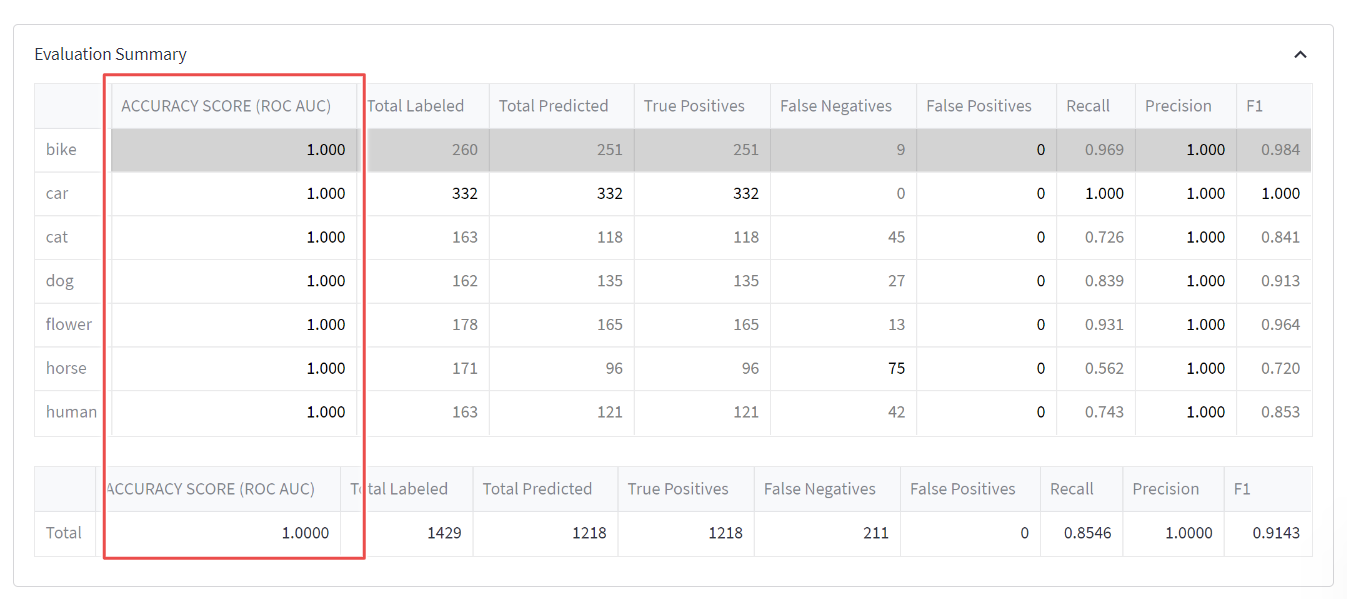 Evaluation Summary
ACCURACY SCORE (ROC AUC) Total Labeled Total Predicted True Positives False Negatives False Positives Recall Precision F1
bike 1.000 260 251 251 9 0 0.969 1.000 0.984
car 1.000 332 332 332 0 0 1.000 1.000 1.000
cat 1.000 163 118 118 45 0 0.726 1.000 0.841
dog 1.000 162 135 135 27 0 0.839 1.000 0.913
flower 1.000 178 165 165 13 0 0.931 1.000 0.964
horse 1.000 171 96 96 75 0 0.562 1.000 0.720
human 1.000 163 121 121 42 0 0.743 1.000 0.853
ACCURACY SCORE (ROC AUC) Total Labeled Total Predicted True Positives False Negatives False Positives Recall Precision F1
Total 1.0000 1429 1218 1218 211 0 0.8546 1.0000 0.9143